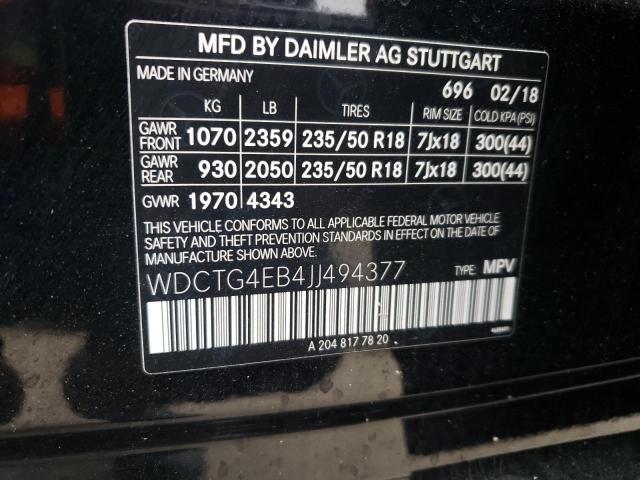 MFD BY DAIMLER AG STUTTGART
MADE IN GERMANY 696 02/18
KG LB TIRES RIM SIZE COLD KPA (PSI)
GAWR FRONT 1070 2359 235/50 R18 7Jx18 300(44)
GAWR REAR 930 2050 235/50 R18 7Jx18 300(44)
GVWR 1970 4343
THIS VEHICLE CONFORMS TO ALL APPLICABLE FEDERAL MOTOR VEHICLE
SAFETY AND THEFT PREVENTION STANDARDS IN EFFECT ON THE DATE OF
MANUFACTURE SHOWN ABOVE.
WDCTG4EB4JJ494377 TYPE: MPV
A 204 817 78 20